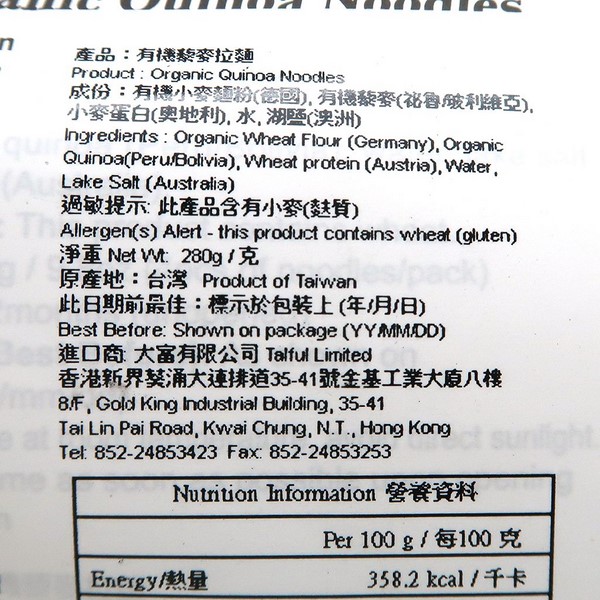 anic Quinoa Noodles
產品：有機藜麥拉麵
Product : Organic Quinoa Noodles
成份：有機小麥麵粉(德國), 有機藜麥(祕魯/玻利維亞),
小麥蛋白(奧地利), 水, 湖鹽(澳洲)
Ingredients : Organic Wheat Flour (Germany), Organic
Quinoa(Peru/Bolivia), Wheat protein (Austria), Water,
Lake Salt (Australia)
過敏提示: 此產品含有小麥(麩質)
Allergen(s) Alert - this product contains wheat (gluten)
淨重 Net Wt: 280g / 克
原產地：台灣 Product of Taiwan
此日期前最佳：標示於包裝上 (年/月/日)
Best Before: Shown on package (YY/MM/DD)
進口商: 大富有限公司 Taiful Limited
香港新界葵涌大連排道35-41號金基工業大廈八樓
8/F., Gold King Industrial Building, 35-41
Tai Lin Pai Road, Kwai Chung, N.T., Hong Kong
Tel: 852-24853423 Fax: 852-24853253
Nutrition Information 營養資料
Per 100 g / 每100 克
Energy/熱量 358.2 kcal / 千卡